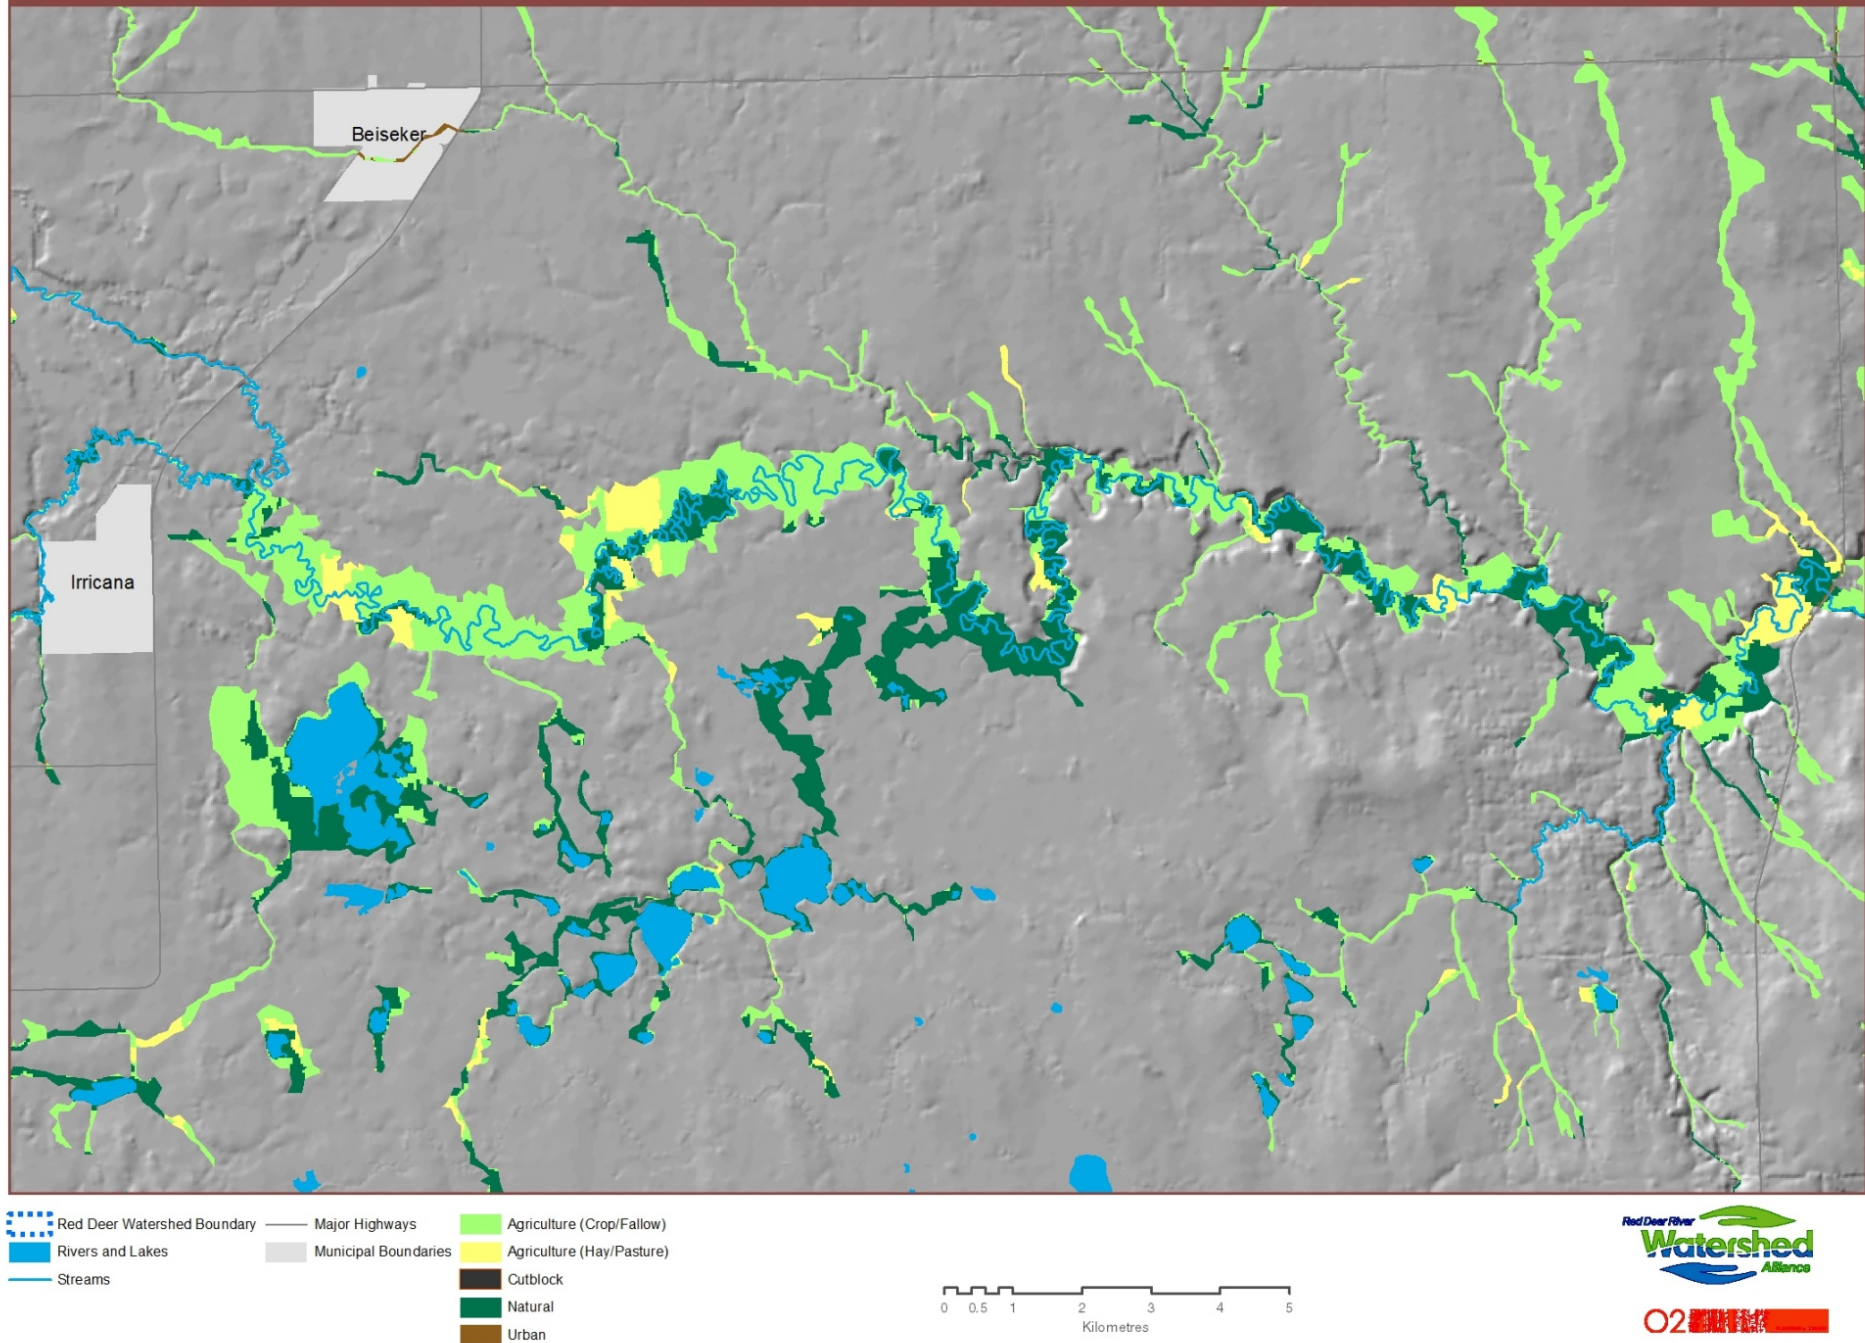 Beiseker
Irricana
Red Deer Watershed Boundary
Rivers and Lakes
Streams
Major Highways
Municipal Boundaries
Agriculture (Crop/Fallow)
Agriculture (Hay/Pasture)
Cutblock
Natural
Urban
0 0.5 1 2 3 4 5
Kilometres
Red Deer River
Watershed
Alliance
O2